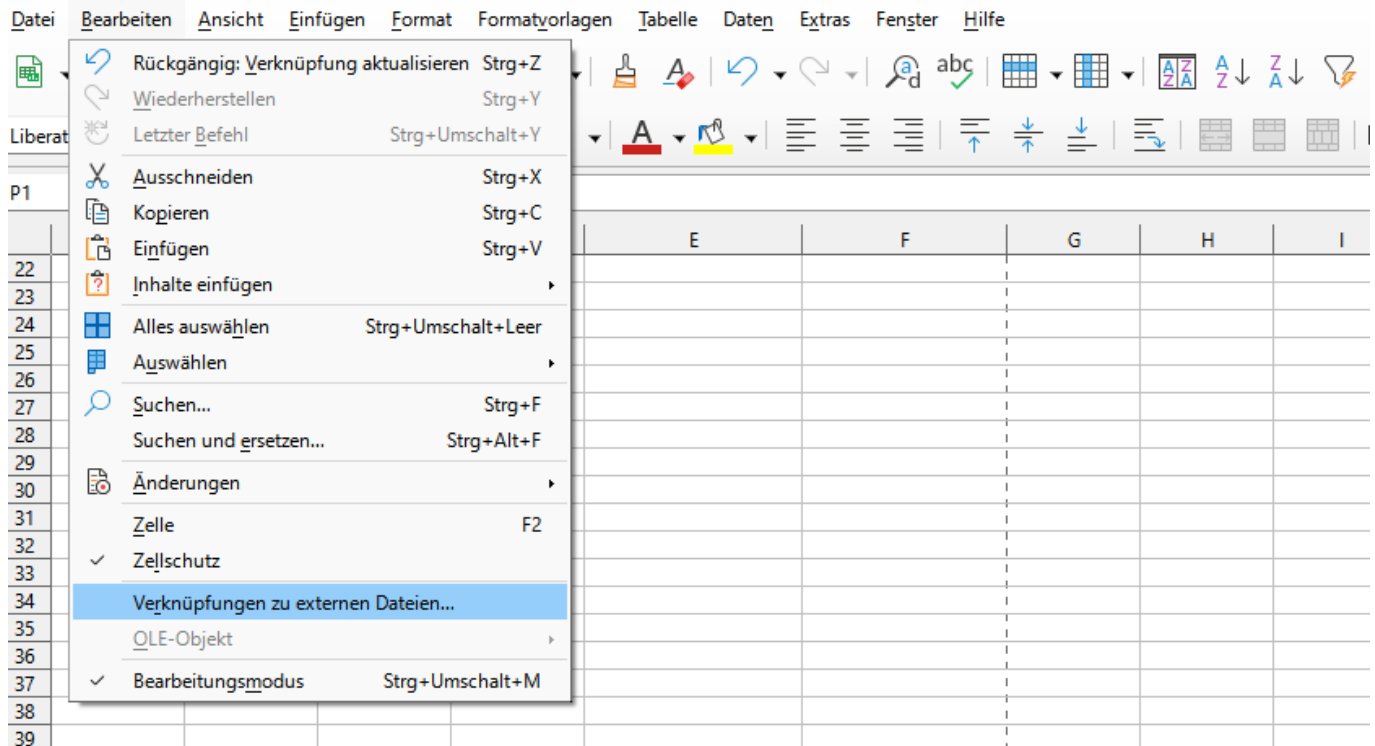 Datei Bearbeiten Ansicht Einfügen Format Formatvorlagen Tabelle Daten Extras Fenster Hilfe
Rückgängig: Verknüpfung aktualisieren Strg+Z
Wiederherstellen Strg+Y
Letzter Befehl Strg+Umschalt+Y
Ausschneiden Strg+X
Kopieren Strg+C
Einfügen Strg+V
Inhalte einfügen
Alles auswählen Strg+Umschalt+Leer
Auswählen
Suchen... Strg+F
Suchen und ersetzen... Strg+Alt+F
Änderungen
Zelle F2
Zellschutz
Verknüpfungen zu externen Dateien...
OLE-Objekt
Bearbeitungsmodus Strg+Umschalt+M
abc
Liberat
P1
E F G H I
22
23
24
25
26
27
28
29
30
31
32
33
34
35
36
37
38
39